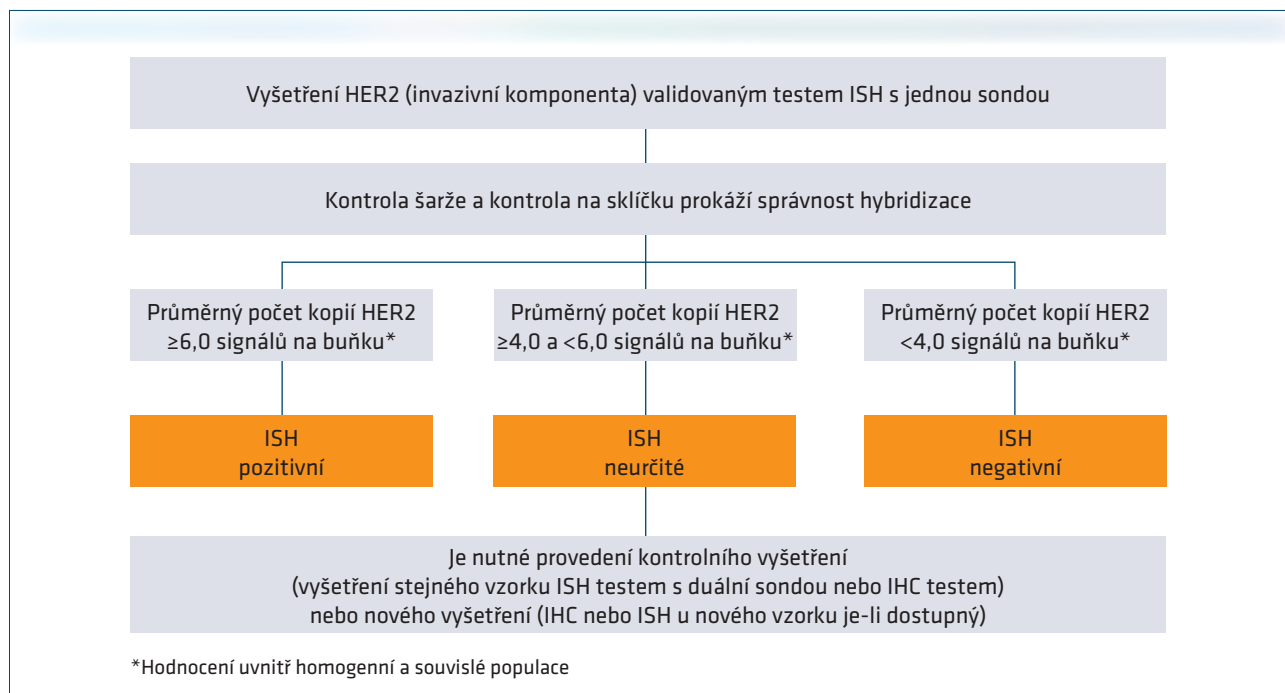 Vyšetření HER2 (invazivní komponenta) validovaným testem ISH s jednou sondou
Kontrola šarže a kontrola na sklíčku prokáží správnost hybridizace
Průměrný počet kopií HER2
≥6,0 signálů na buňku*
Průměrný počet kopií HER2
≥4,0 a <6,0 signálů na buňku*
Průměrný počet kopií HER2
<4,0 signálů na buňku*
ISH
pozitivní
ISH
neurčité
ISH
negativní
Je nutné provedení kontrolního vyšetření
(vyšetření stejného vzorku ISH testem s duální sondou nebo IHC testem)
nebo nového vyšetření (IHC nebo ISH u nového vzorku je-li dostupný)
*Hodnocení uvnitř homogenní a souvislé populace